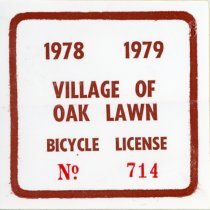 1978 1979
VILLAGE OF
OAK LAWN
BICYCLE LICENSE
No 714